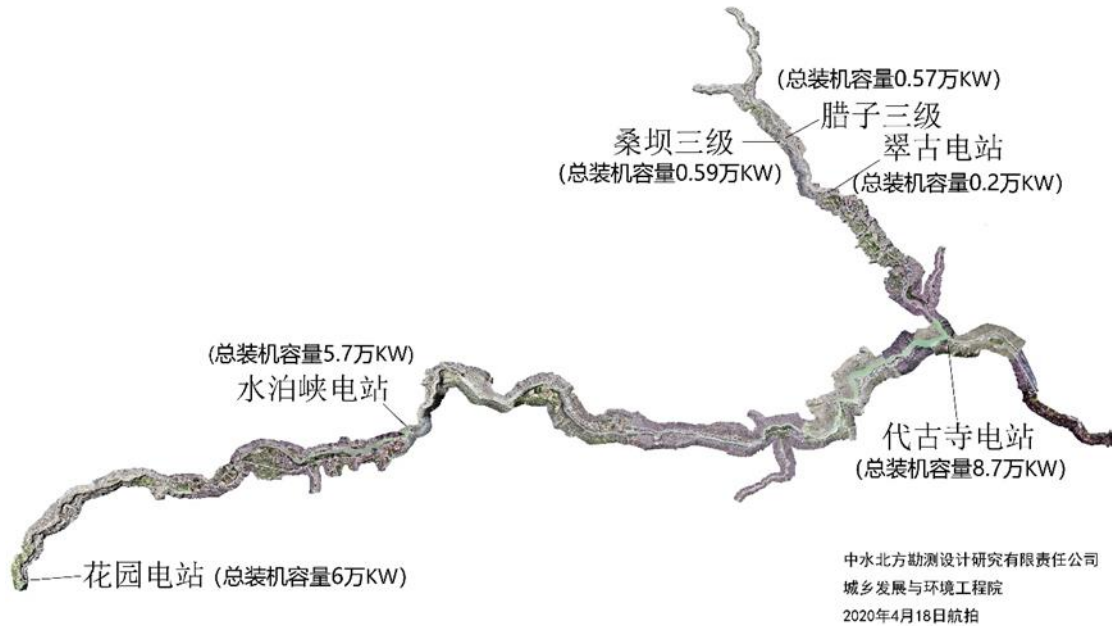 (总装机容量0.57万KW)
腊子三级
桑坝三级
(总装机容量0.59万KW)
翠古电站
(总装机容量0.2万KW)
(总装机容量5.7万KW)
水泊峡电站
代古寺电站
(总装机容量8.7万KW)
花园电站 (总装机容量6万KW)
中水北方勘测设计研究有限责任公司
城乡发展与环境工程院
2020年4月18日航拍